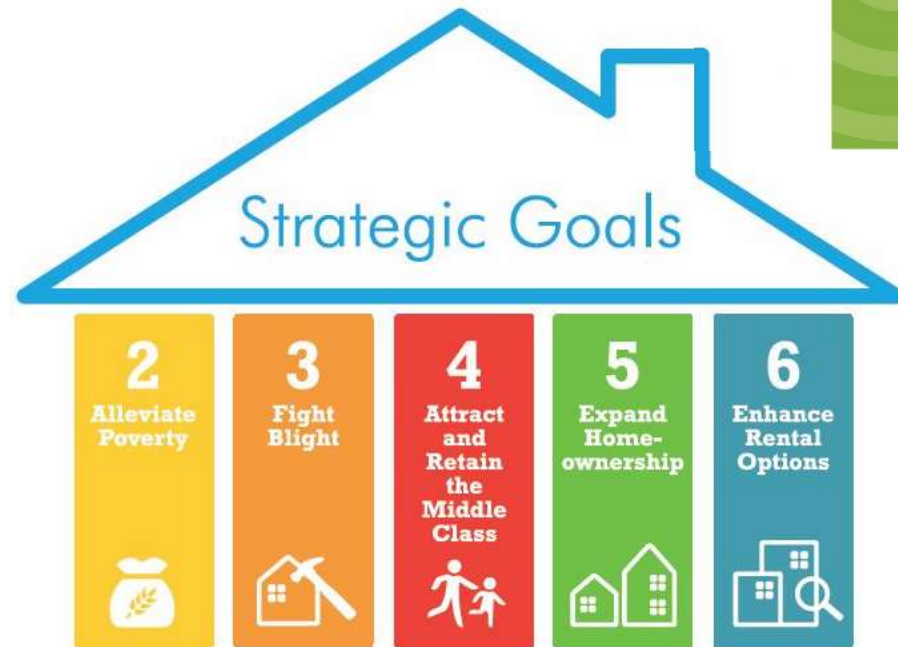 Strategic Goals
2
Alleviate
Poverty
3
Fight
Blight
4
Attract
and
Retain
the
Middle
Class
5
Expand
Home-
ownership
6
Enhance
Rental
Options